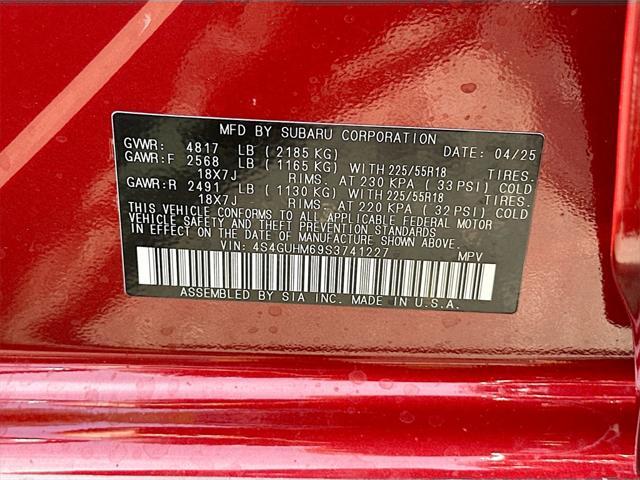 MFD BY SUBARU CORPORATION
GVWR: 4817 LB ( 2185 KG) DATE: 04/25
GAWR:F 2568 LB ( 1165 KG) WITH 225/55R18 TIRES.
18X7J RIMS. AT 230 KPA ( 33 PSI) COLD
GAWR:R 2491 LB ( 1130 KG) WITH 225/55R18 TIRES.
18X7J RIMS. AT 220 KPA ( 32 PSI) COLD
THIS VEHICLE CONFORMS TO ALL APPLICABLE FEDERAL MOTOR
VEHICLE SAFETY, AND THEFT PREVENTION STANDARDS
IN EFFECT ON THE DATE OF MANUFACTURE SHOWN ABOVE.
VIN: 4S4GUHM69S3741227 MPV
ASSEMBLED BY SIA INC. MADE IN U.S.A.